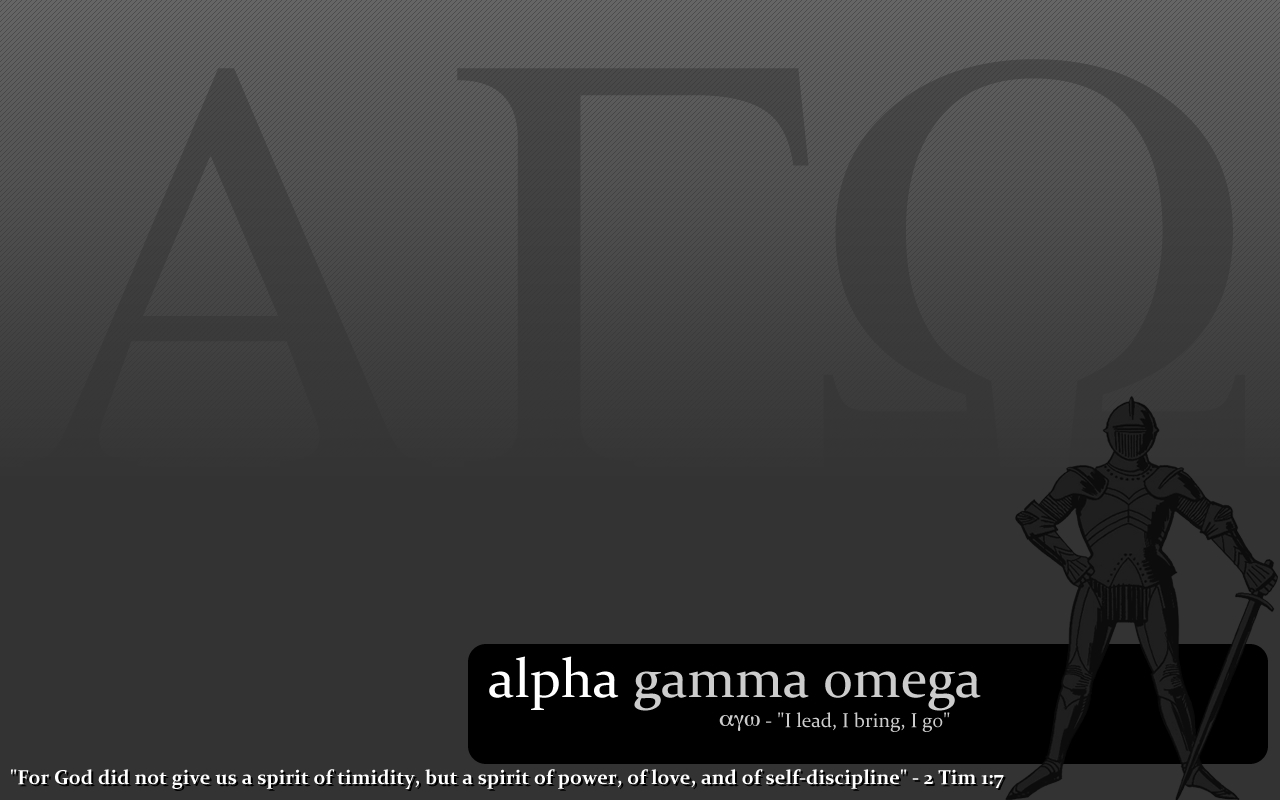 ΑΓΩ
alpha gamma omega
αγω - "I lead, I bring, I go"
"For God did not give us a spirit of timidity, but a spirit of power, of love, and of self-discipline" - 2 Tim 1:7